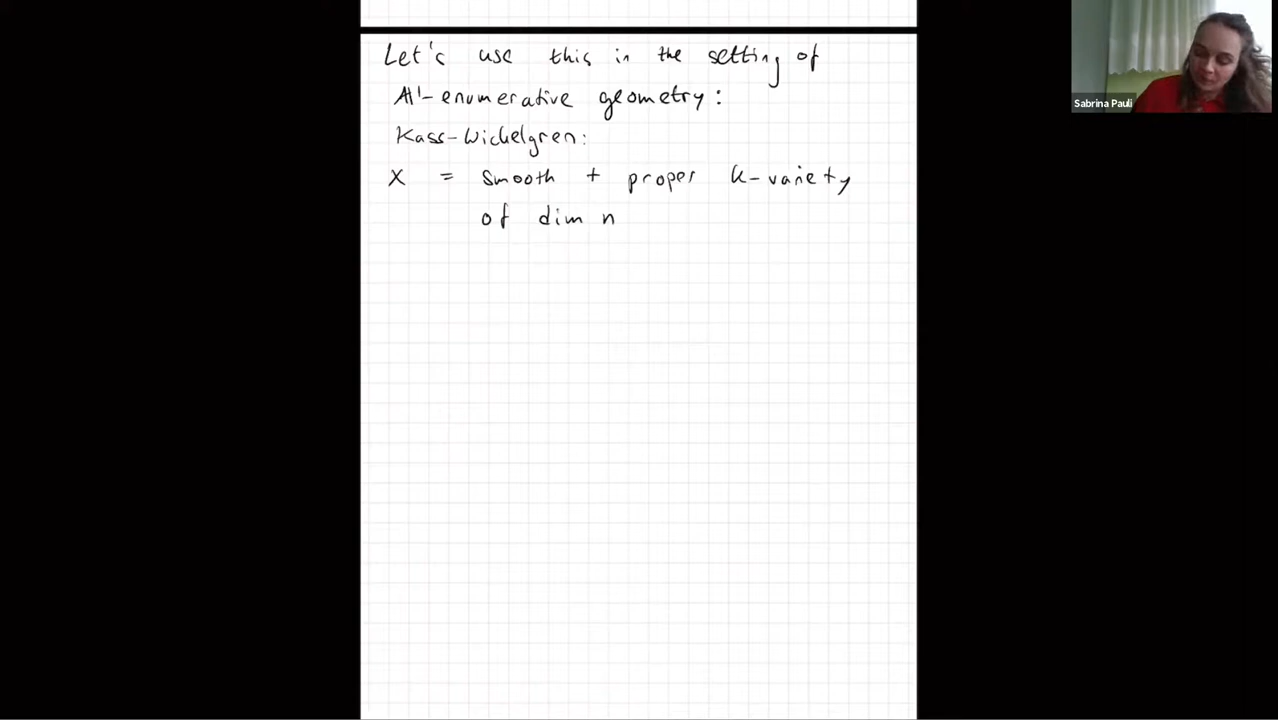 Let's use this in the setting of
A1-enumerative geometry:
Kass-Wickelgren:
X = smooth + proper k-variety
of dim n
Sabrina Pauli